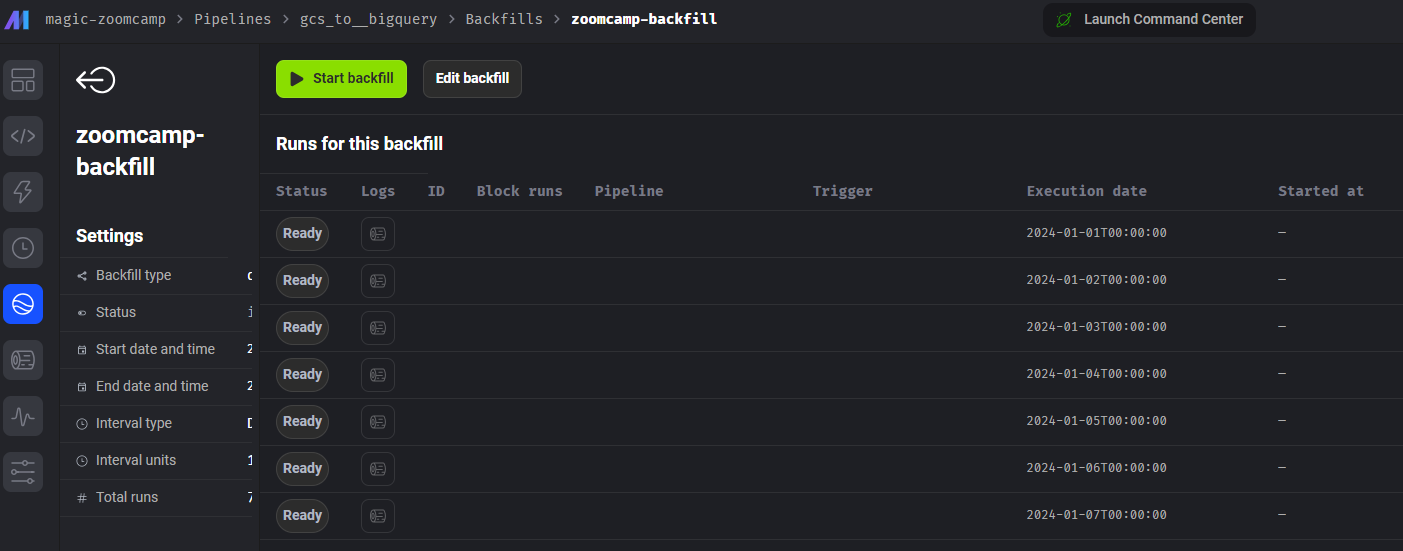 magic-zoomcamp > Pipelines > gcs_to__bigquery > Backfills > zoomcamp-backfill
Launch Command Center
zoomcamp-
backfill
Settings
Backfill type
Status
Start date and time 2
End date and time 2
Interval type
Interval units 1
Total runs 7
Start backfill Edit backfill
Runs for this backfill
Status Logs ID Block runs Pipeline Trigger Execution date Started at
Ready 2024-01-01T00:00:00 —
Ready 2024-01-02T00:00:00 —
Ready 2024-01-03T00:00:00 —
Ready 2024-01-04T00:00:00 —
Ready 2024-01-05T00:00:00 —
Ready 2024-01-06T00:00:00 —
Ready 2024-01-07T00:00:00 —